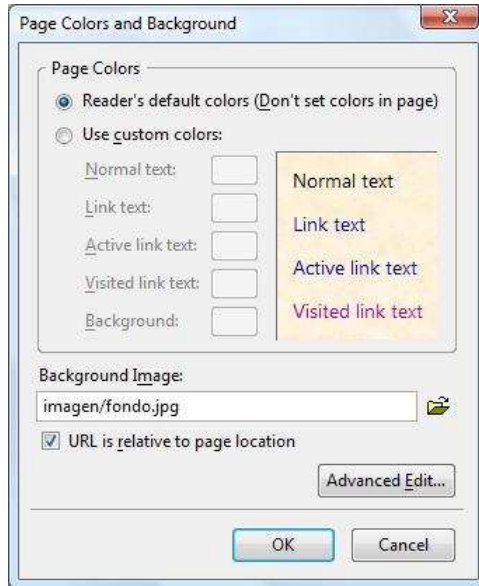 Page Colors and Background
Page Colors
Reader's default colors (Don't set colors in page)
Use custom colors:
Normal text:
Link text:
Active link text:
Visited link text:
Background:
Normal text
Link text
Active link text
Visited link text
Background Image:
imagen/fondo.jpg
URL is relative to page location
Advanced Edit...
OK Cancel